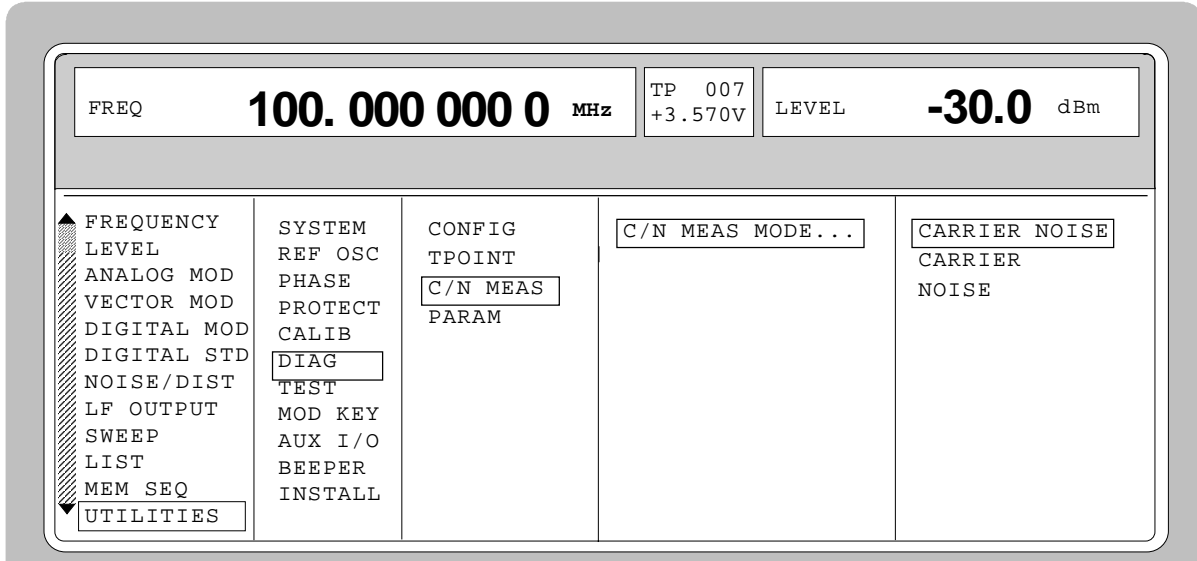 FREQ 100. 000 000 0 MHz
TP 007
+3.570V
LEVEL -30.0 dBm
FREQUENCY
LEVEL
ANALOG MOD
VECTOR MOD
DIGITAL MOD
DIGITAL STD
NOISE/DIST
LF OUTPUT
SWEEP
LIST
MEM SEQ
UTILITIES
SYSTEM
REF OSC
PHASE
PROTECT
CALIB
DIAG
TEST
MOD KEY
AUX I/O
BEEPER
INSTALL
CONFIG
TPOINT
C/N MEAS
PARAM
C/N MEAS MODE...
CARRIER NOISE
CARRIER
NOISE